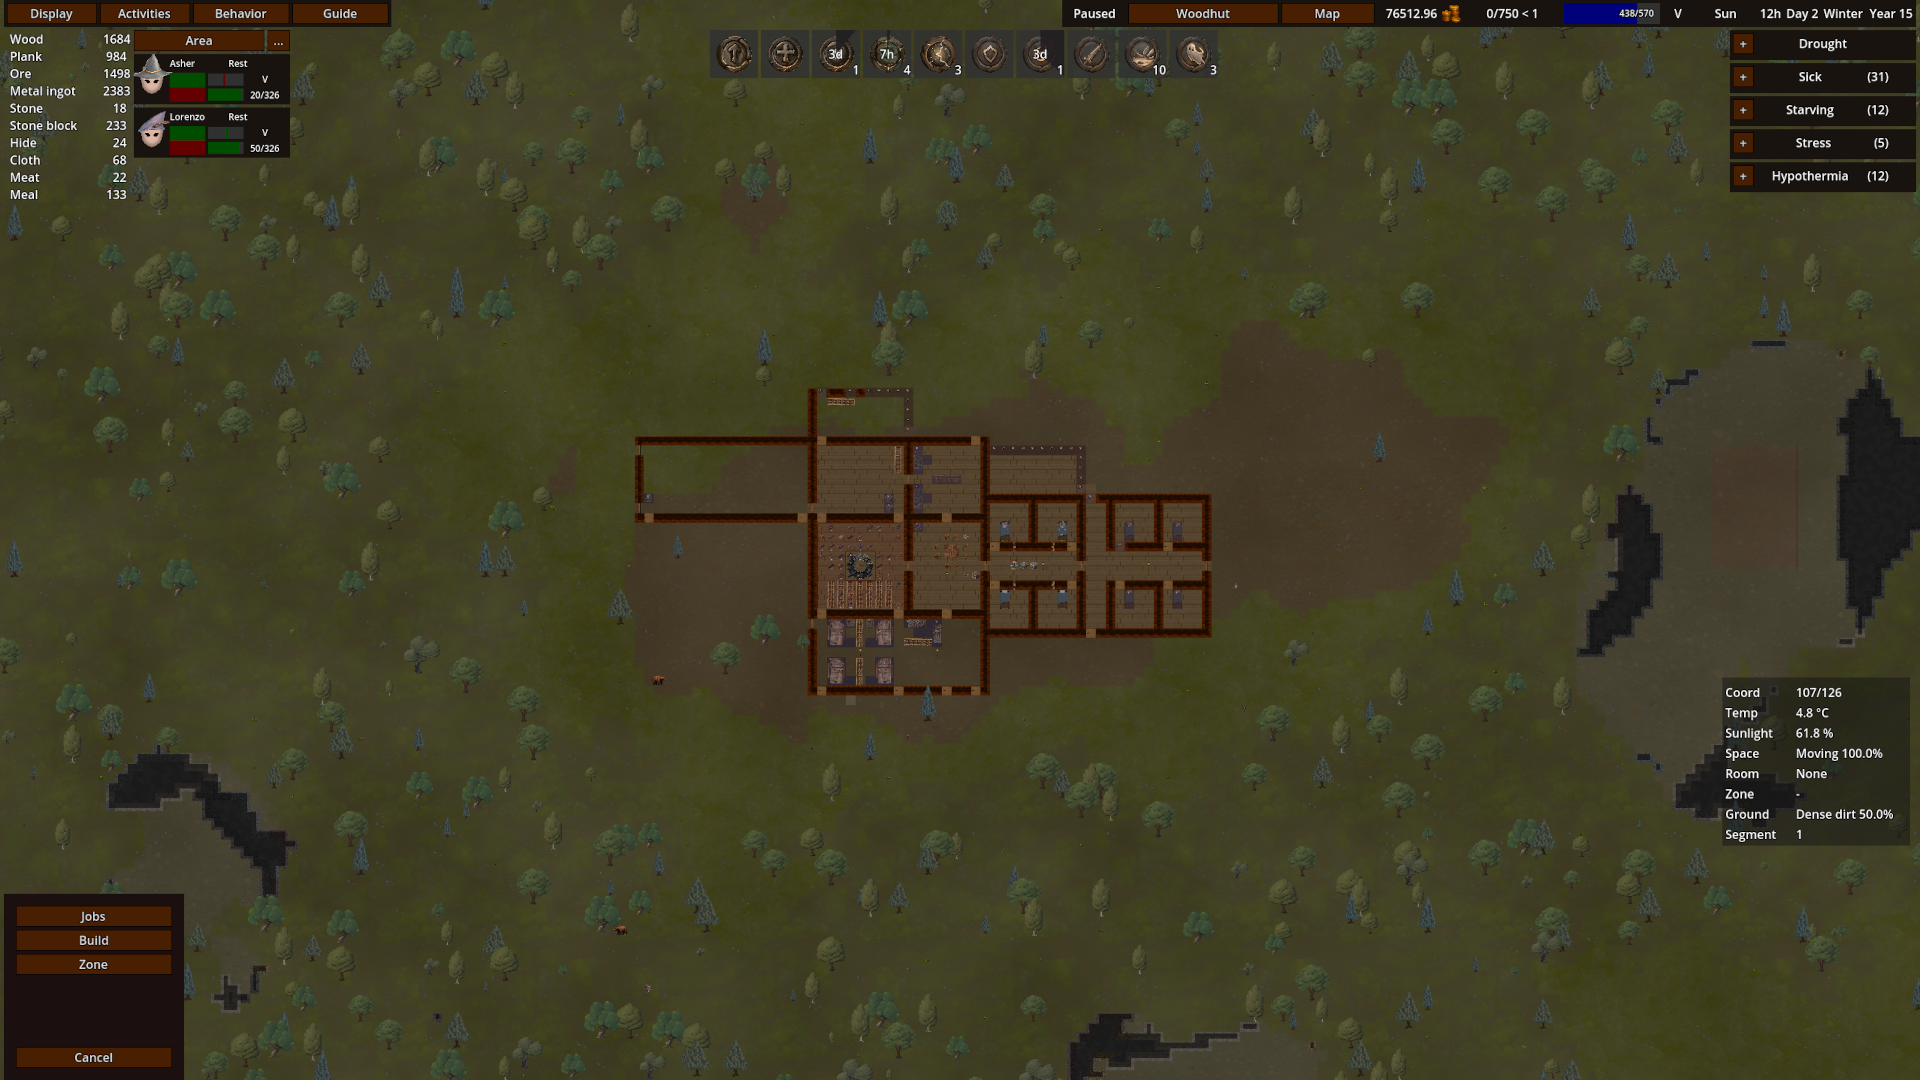 Display Activities Behavior Guide
Paused Woodhut Map 76512.96 0/750 < 1 438/570 V Sun 12h Day 2 Winter Year 15
Wood 1684
Plank 984
Ore 1498
Metal ingot 2383
Stone 18
Stone block 233
Hide 24
Cloth 68
Meat 22
Meal 133
Area ...
Asher Rest
V
20/326
Lorenzo Rest
V
50/326
3d 7h 3d
1 4 3 1 10 3
+ Drought
+ Sick (31)
+ Starving (12)
+ Stress (5)
+ Hypothermia (12)
Coord 107/126
Temp 4.8 °C
Sunlight 61.8 %
Space Moving 100.0%
Room None
Zone -
Ground Dense dirt 50.0%
Segment 1
Jobs
Build
Zone
Cancel